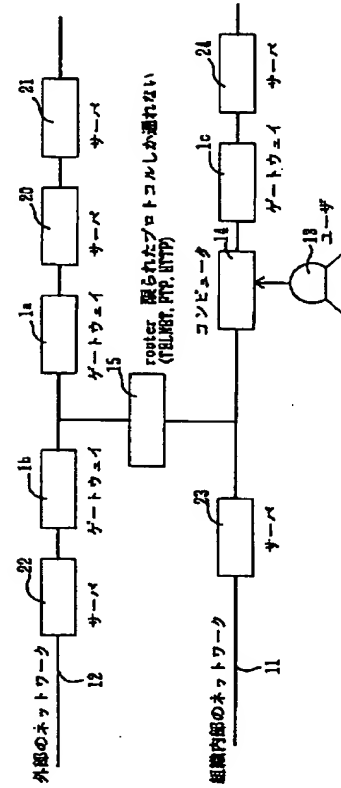 外部のネットワーク
12
22
サーバ
1b
ゲートウェイ
1a
ゲートウェイ
20
サーバ
21
サーバ
15
router 限られたプロトコルしか通れない
(TELNET, FTP, HTTP)
組織内部のネットワーク
11
23
サーバ
コンピュータ
14
13
ユーザ
1c
ゲートウェイ
24
サーバ